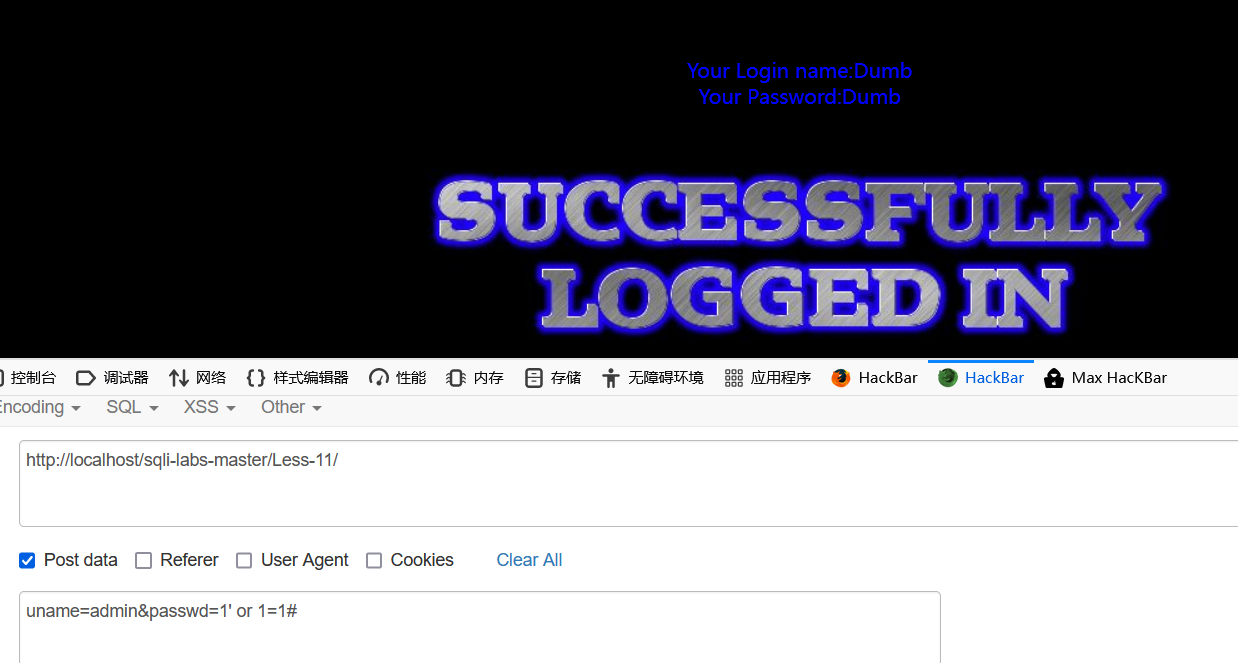 Your Login name:Dumb
Your Password:Dumb
SUCCESSFULLY
LOGGED IN
控制台 调试器 网络 {} 样式编辑器 性能 内存 存储 无障碍环境 应用程序 HackBar HackBar Max HacKBar
Encoding SQL XSS Other
http://localhost/sqli-labs-master/Less-11/
Post data Referer User Agent Cookies Clear All
uname=admin&passwd=1' or 1=1#